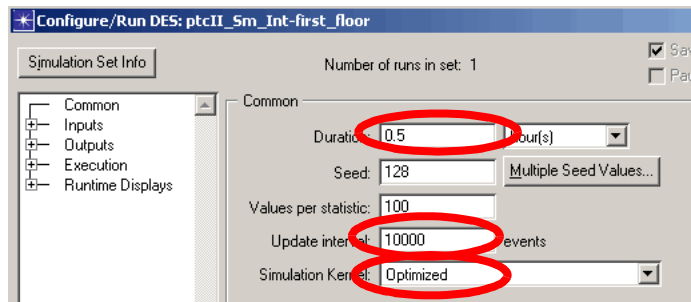 Configure/Run DES: ptcII_Sm_Int-first_floor
Simulation Set Info
Number of runs in set: 1
Common
Inputs
Outputs
Execution
Runtime Displays
Common
Duration: 0.5 hour(s)
Seed: 128 Multiple Seed Values...
Values per statistic: 100
Update interval: 10000 events
Simulation Kernel: Optimized